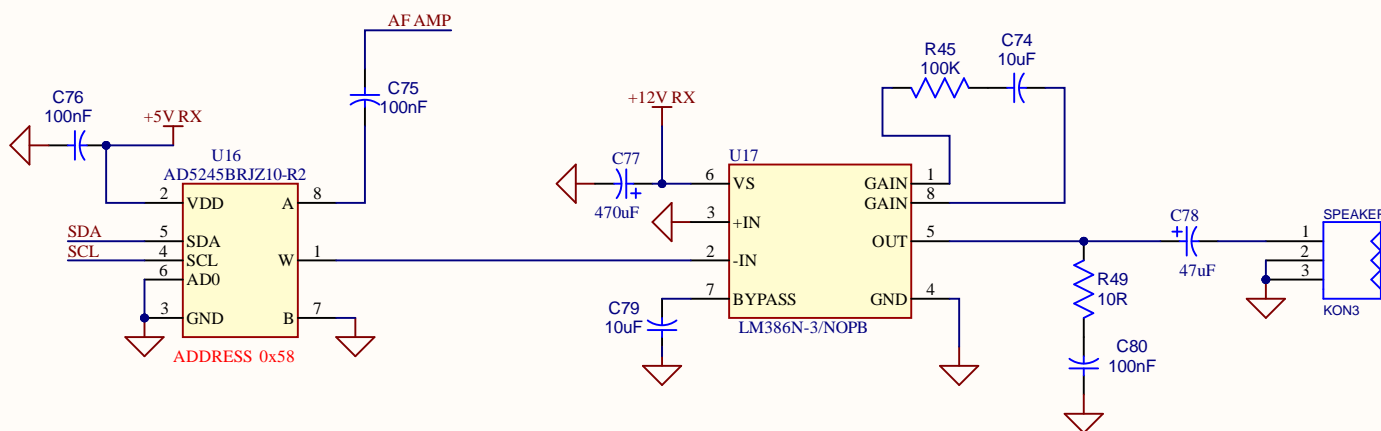 AF AMP
C76
100nF
+5V RX
C75
100nF
U16
AD5245BRJZ10-R2
2
VDD
A
8
SDA
5
SDA
SCL
4
SCL
W
1
6
AD0
3
GND
B
7
ADDRESS 0x58
+12V RX
C77
470uF
U17
6
VS
3
+IN
2
-IN
7
BYPASS
GAIN
1
GAIN
8
OUT
5
GND
4
LM386N-3/NOPB
C79
10uF
R45
100K
C74
10uF
C78
+
47uF
+
R49
10R
C80
100nF
SPEAKER
1
2
3
KON3